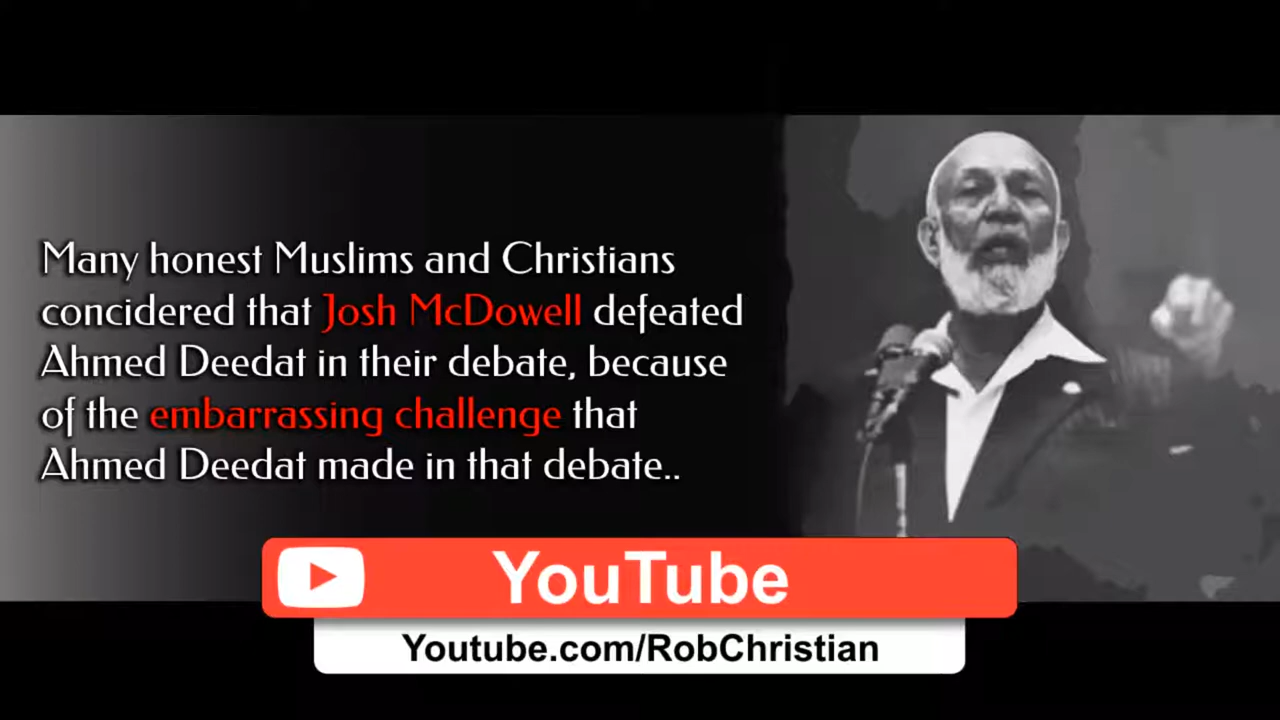 Many honest Muslims and Christians
concidered that Josh McDowell defeated
Ahmed Deedat in their debate, because
of the embarrassing challenge that
Ahmed Deedat made in that debate..
YouTube
Youtube.com/RobChristian